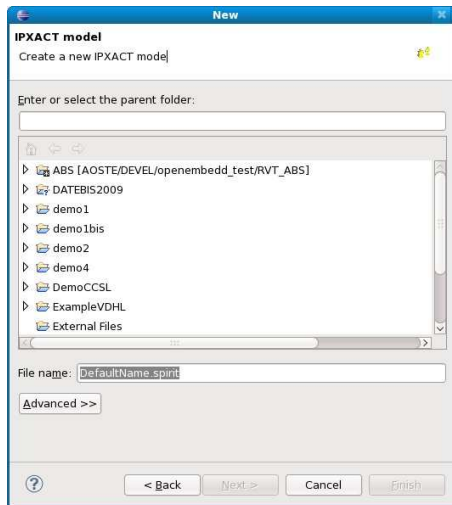 New
IPXACT model
Create a new IPXACT model
Enter or select the parent folder:
ABS [AOSTE/DEVEL/openembedd_test/RVT_ABS]
DATEBIS2009
demo1
demo1bis
demo2
demo4
DemoCCSL
ExampleVDHL
External Files
File name: DefaultName.spirit
Advanced >>
< Back Next > Cancel Finish